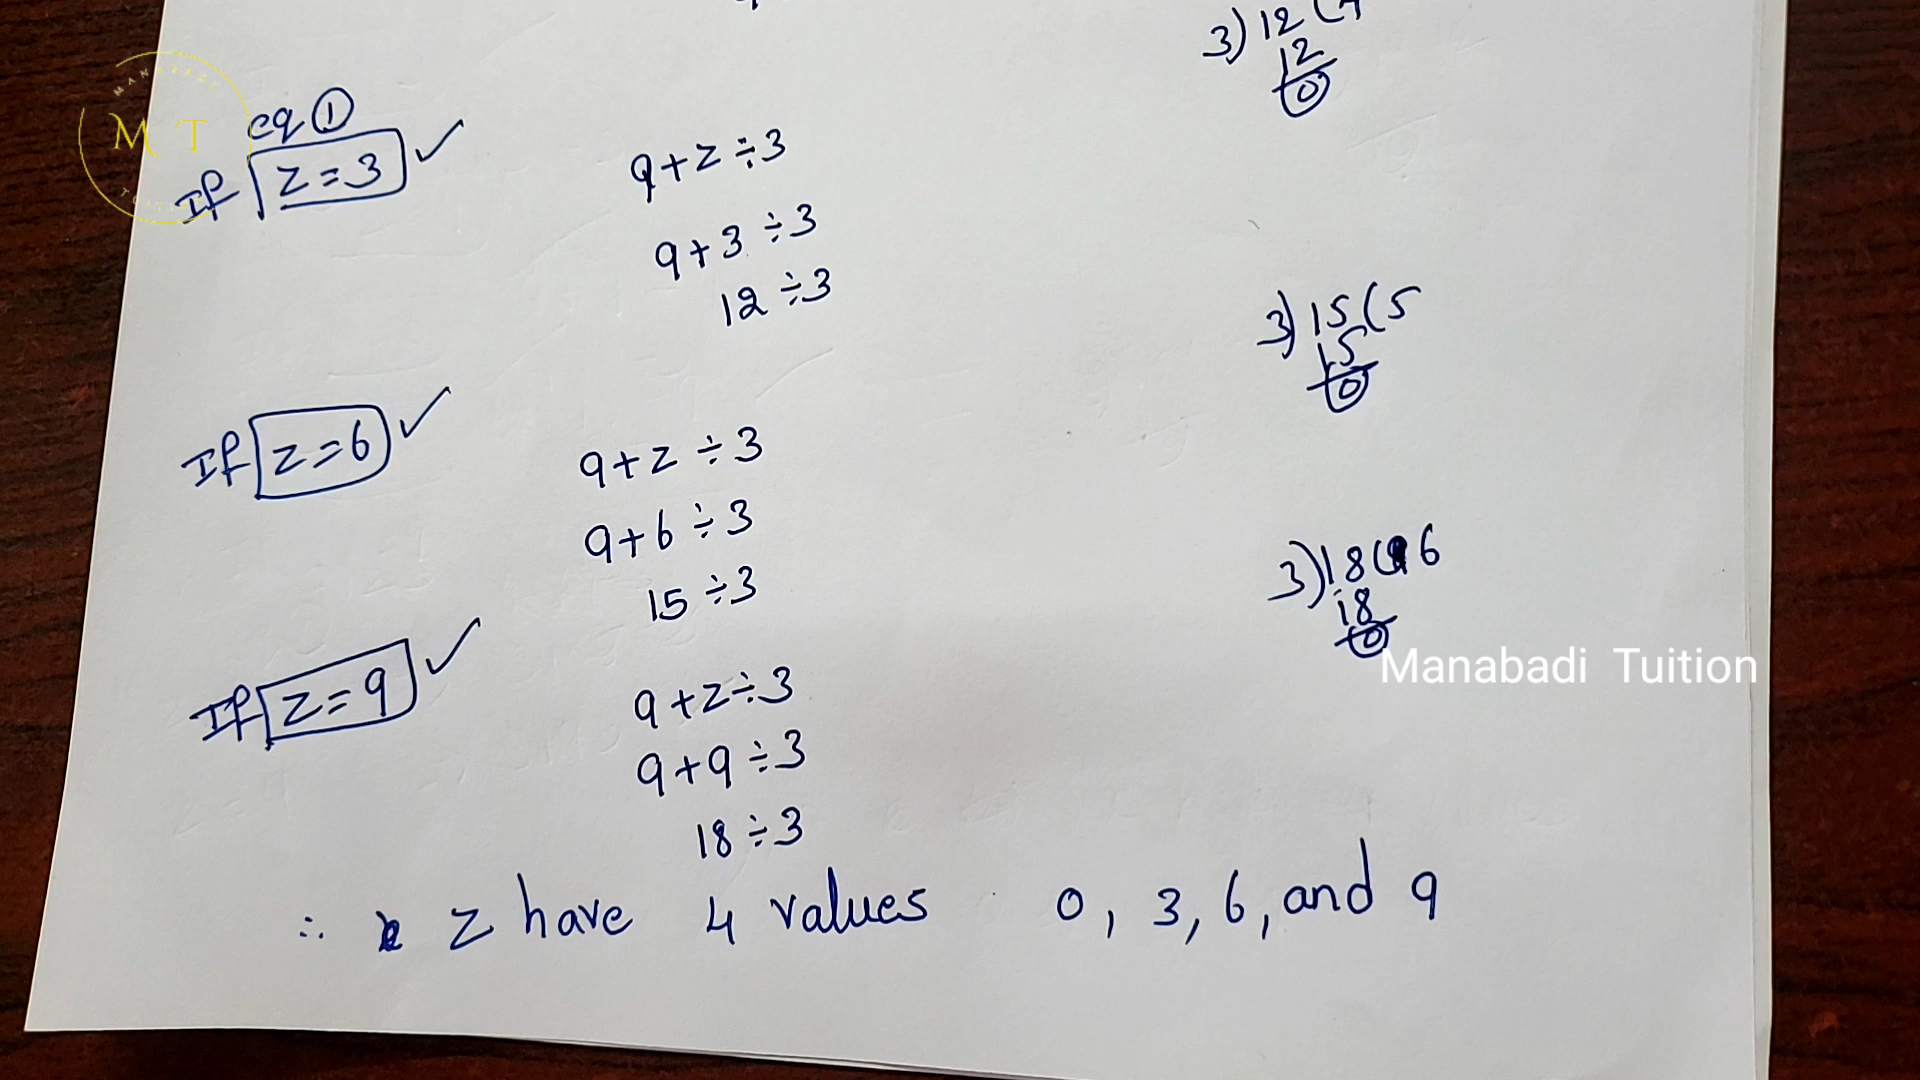 3) 12 (4
12
0
eq ①
If z = 3 ✓
9 + z ÷ 3
9 + 3 ÷ 3
12 ÷ 3
3) 15 (5
15
0
If z = 6 ✓
9 + z ÷ 3
9 + 6 ÷ 3
15 ÷ 3
3) 18 ( 6
18
0
If z = 9 ✓
9 + z ÷ 3
9 + 9 ÷ 3
18 ÷ 3
∴ z have 4 values 0, 3, 6, and 9
M T
Manabadi Tuition